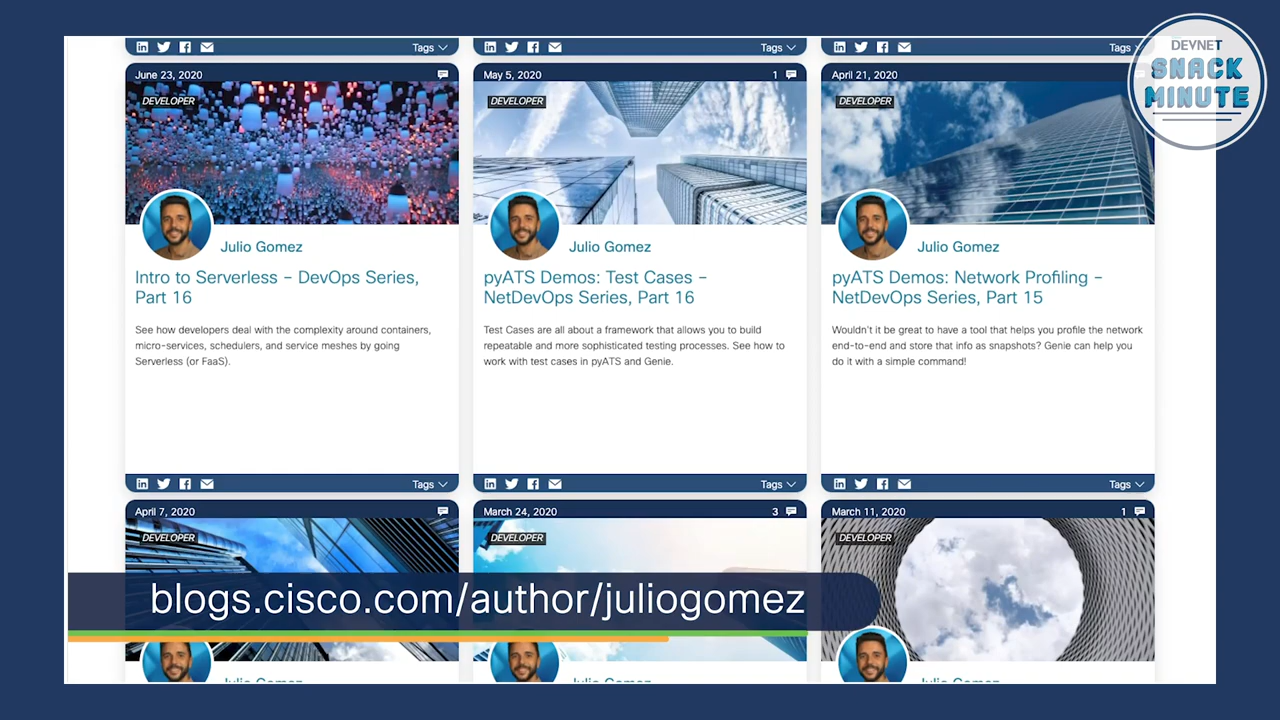 Tags
Tags
Tags
DEVNET
SNACK
MINUTE
June 23, 2020
DEVELOPER
Julio Gomez
Intro to Serverless – DevOps Series,
Part 16
See how developers deal with the complexity around containers,
micro-services, schedulers, and service meshes by going
Serverless (or FaaS).
Tags
May 5, 2020
1
DEVELOPER
Julio Gomez
pyATS Demos: Test Cases –
NetDevOps Series, Part 16
Test Cases are all about a framework that allows you to build
repeatable and more sophisticated testing processes. See how to
work with test cases in pyATS and Genie.
Tags
April 21, 2020
DEVELOPER
Julio Gomez
pyATS Demos: Network Profiling –
NetDevOps Series, Part 15
Wouldn't it be great to have a tool that helps you profile the network
end-to-end and store that info as snapshots? Genie can help you
do it with a simple command!
Tags
April 7, 2020
DEVELOPER
March 24, 2020
3
DEVELOPER
March 11, 2020
1
DEVELOPER
blogs.cisco.com/author/juliogomez
Julio Gomez
Julio Gomez
Julio Gomez